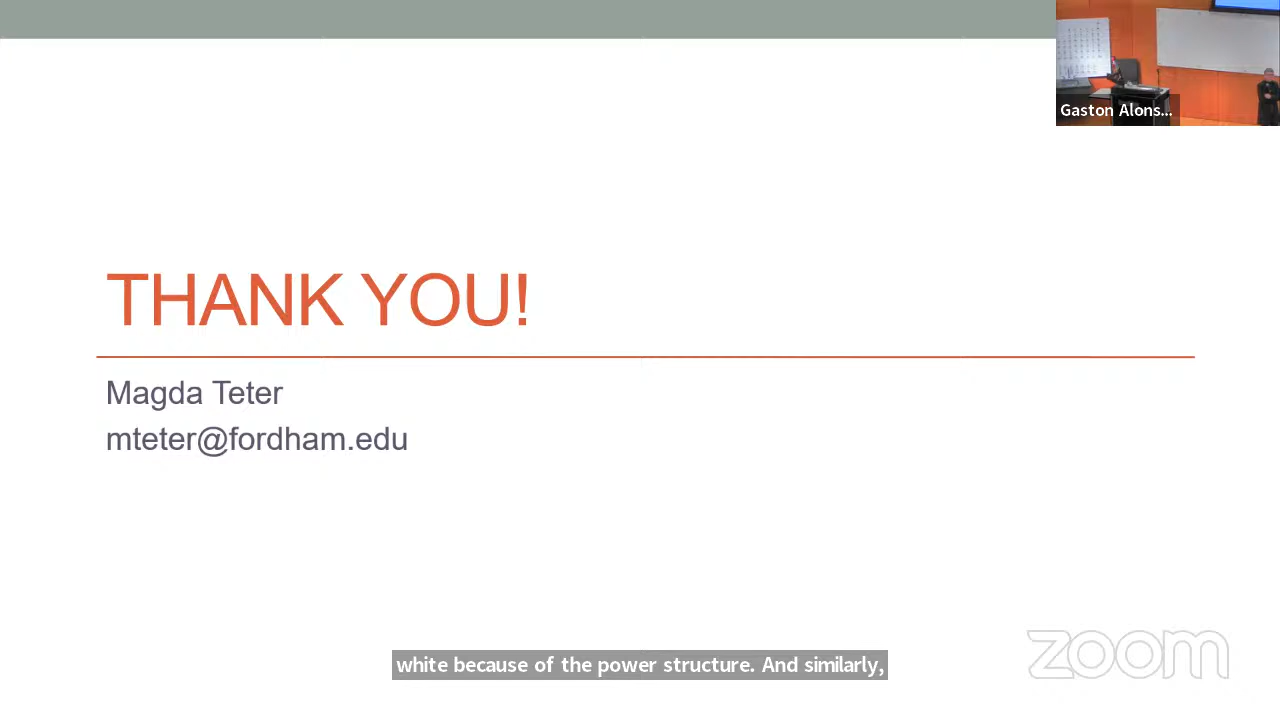 Gaston Alons...
THANK YOU!
Magda Teter
mteter@fordham.edu
white because of the power structure. And similarly,
zoom